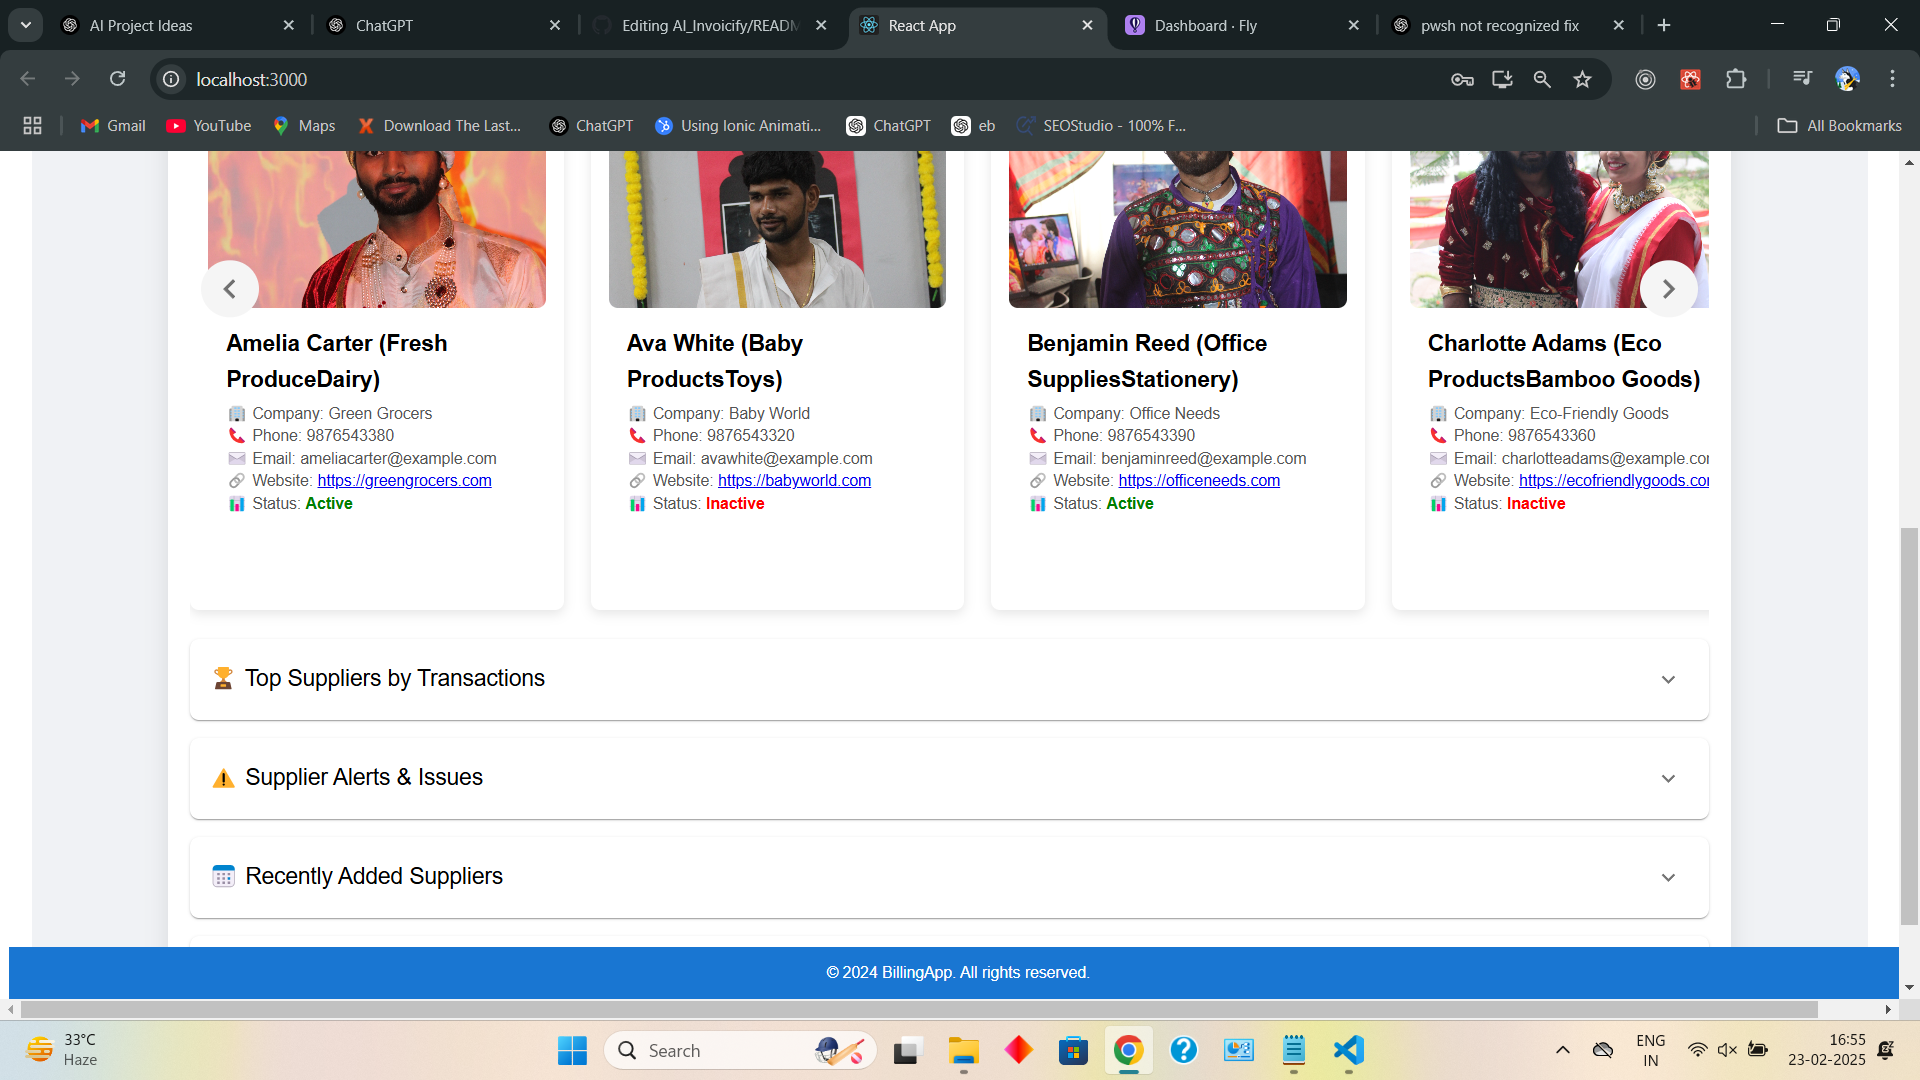 AI Project Ideas
ChatGPT
Editing AI_Invoicify/READM
React App
Dashboard · Fly
pwsh not recognized fix
localhost:3000
Gmail
YouTube
Maps
Download The Last...
ChatGPT
Using Ionic Animati...
ChatGPT
eb
SEOStudio - 100% F...
All Bookmarks
Amelia Carter (Fresh
ProduceDairy)
Company: Green Grocers
Phone: 9876543380
Email: ameliacarter@example.com
Website: https://greengrocers.com
Status: Active
Ava White (Baby
ProductsToys)
Company: Baby World
Phone: 9876543320
Email: avawhite@example.com
Website: https://babyworld.com
Status: Inactive
Benjamin Reed (Office
SuppliesStationery)
Company: Office Needs
Phone: 9876543390
Email: benjaminreed@example.com
Website: https://officeneeds.com
Status: Active
Charlotte Adams (Eco
ProductsBamboo Goods)
Company: Eco-Friendly Goods
Phone: 9876543360
Email: charlotteadams@example.co
Website: https://ecofriendlygoods.co
Status: Inactive
Top Suppliers by Transactions
Supplier Alerts & Issues
Recently Added Suppliers
© 2024 BillingApp. All rights reserved.
33°C
Haze
Search
ENG
IN
16:55
23-02-2025